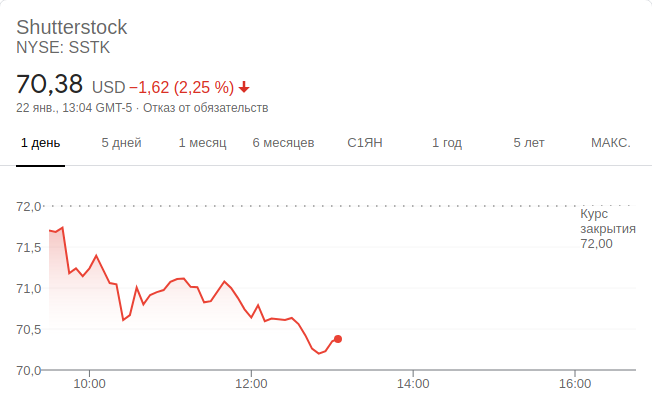 Shutterstock
NYSE: SSTK
70,38 USD −1,62 (2,25 %)
22 янв., 13:04 GMT-5 · Отказ от обязательств
1 день 5 дней 1 месяц 6 месяцев С1ЯН 1 год 5 лет МАКС.
72,0
Курс
закрытия
72,00
71,5
71,0
70,5
70,0
10:00 12:00 14:00 16:00